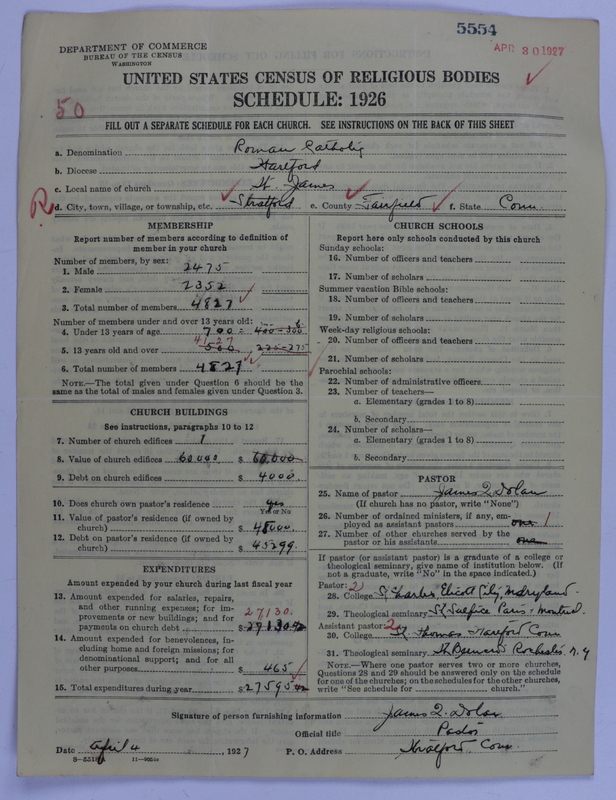 5554
APR 30 1927
DEPARTMENT OF COMMERCE
BUREAU OF THE CENSUS
WASHINGTON
UNITED STATES CENSUS OF RELIGIOUS BODIES
SCHEDULE: 1926
50
FILL OUT A SEPARATE SCHEDULE FOR EACH CHURCH. SEE INSTRUCTIONS ON THE BACK OF THIS SHEET
a. Denomination Roman Catholic
b. Diocese Hartford
c. Local name of church St. James
R
d. City, town, village, or township, etc. Stratford e. County Fairfield f. State Conn.
MEMBERSHIP
Report number of members according to definition of
member in your church
Number of members, by sex:
1. Male 2475
2. Female 2352
3. Total number of members 4827
Number of members under and over 13 years old:
4. Under 13 years of age 700
5. 13 years old and over 4127
6. Total number of members 4827
NOTE.—The total given under Question 6 should be the
same as the total of males and females given under Question 3.
CHURCH BUILDINGS
See instructions, paragraphs 10 to 12
7. Number of church edifices 1
8. Value of church edifices 60000. $ 60,000
9. Debt on church edifices $ 4000.
10. Does church own pastor's residence yes
Yes or No
11. Value of pastor's residence (if owned by
church) $ 48000.
12. Debt on pastor's residence (if owned by
church) $ 45299.
EXPENDITURES
Amount expended by your church during last fiscal year
13. Amount expended for salaries, repairs,
and other running expenses; for im-
provements or new buildings; and for 27130.
payments on church debt $ 27130.42
14. Amount expended for benevolences, in-
cluding home and foreign missions; for
denominational support; and for all
other purposes $ 465
15. Total expenditures during year $ 27595 42
CHURCH SCHOOLS
Report here only schools conducted by this church
Sunday schools:
16. Number of officers and teachers
17. Number of scholars
Summer vacation Bible schools:
18. Number of officers and teachers
19. Number of scholars
Week-day religious schools:
20. Number of officers and teachers
21. Number of scholars
Parochial schools:
22. Number of administrative officers
23. Number of teachers—
a. Elementary (grades 1 to 8)
b. Secondary
24. Number of scholars—
a. Elementary (grades 1 to 8)
b. Secondary
PASTOR
25. Name of pastor James Q. Dolan
(If church has no pastor, write "None")
26. Number of ordained ministers, if any, em-
ployed as assistant pastors one 1
27. Number of other churches served by the
pastor or his assistants one
If pastor (or assistant pastor) is a graduate of a college or
theological seminary, give name of institution below. (If
not a graduate, write "No" in the space indicated.)
Pastor: 2
28. College St Charles, Elicott City, Maryland.
29. Theological seminary St Sulpice Paris - Montreal.
Assistant pastor: 2
30. College St. Thomas Hartford Conn
31. Theological seminary St Bernard Rochester N.Y
NOTE.—Where one pastor serves two or more churches,
Questions 28 and 29 should be answered only on the schedule
for one of the churches; on the schedules for the other churches,
write "See schedule for church."
Signature of person furnishing information James Q. Dolan
Official title Pastor
Date April 4, 1927 P. O. Address Stratford Conn.